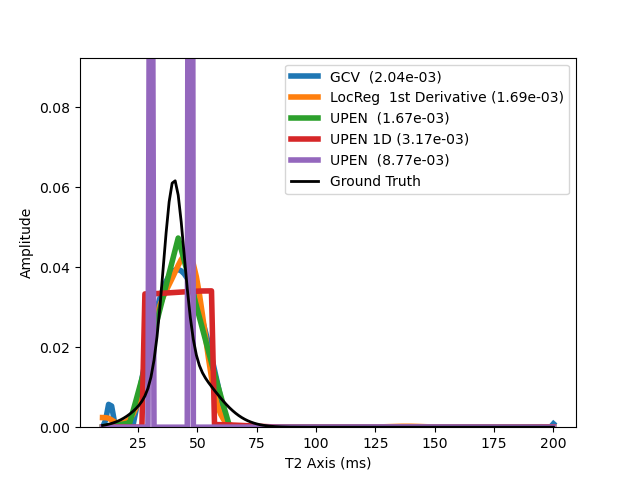 GCV  (2.04e-03)
LocReg  1st Derivative (1.69e-03)
UPEN  (1.67e-03)
UPEN 1D (3.17e-03)
UPEN  (8.77e-03)
Ground Truth
Amplitude
0.08
0.06
0.04
0.02
0.00
25 50 75 100 125 150 175 200
T2 Axis (ms)